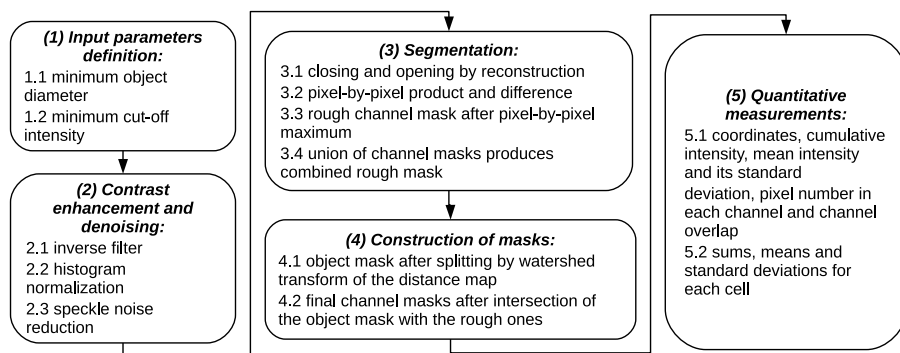 (1) Input parameters
definition:
1.1 minimum object
diameter
1.2 minimum cut-off
intensity
(2) Contrast
enhancement and
denoising:
2.1 inverse filter
2.2 histogram
normalization
2.3 speckle noise
reduction
(3) Segmentation:
3.1 closing and opening by reconstruction
3.2 pixel-by-pixel product and difference
3.3 rough channel mask after pixel-by-pixel
maximum
3.4 union of channel masks produces
combined rough mask
(4) Construction of masks:
4.1 object mask after splitting by watershed
transform of the distance map
4.2 final channel masks after intersection of
the object mask with the rough ones
(5) Quantitative
measurements:
5.1 coordinates, cumulative
intensity, mean intensity
and its standard
deviation, pixel number in
each channel and channel
overlap
5.2 sums, means and
standard deviations for
each cell